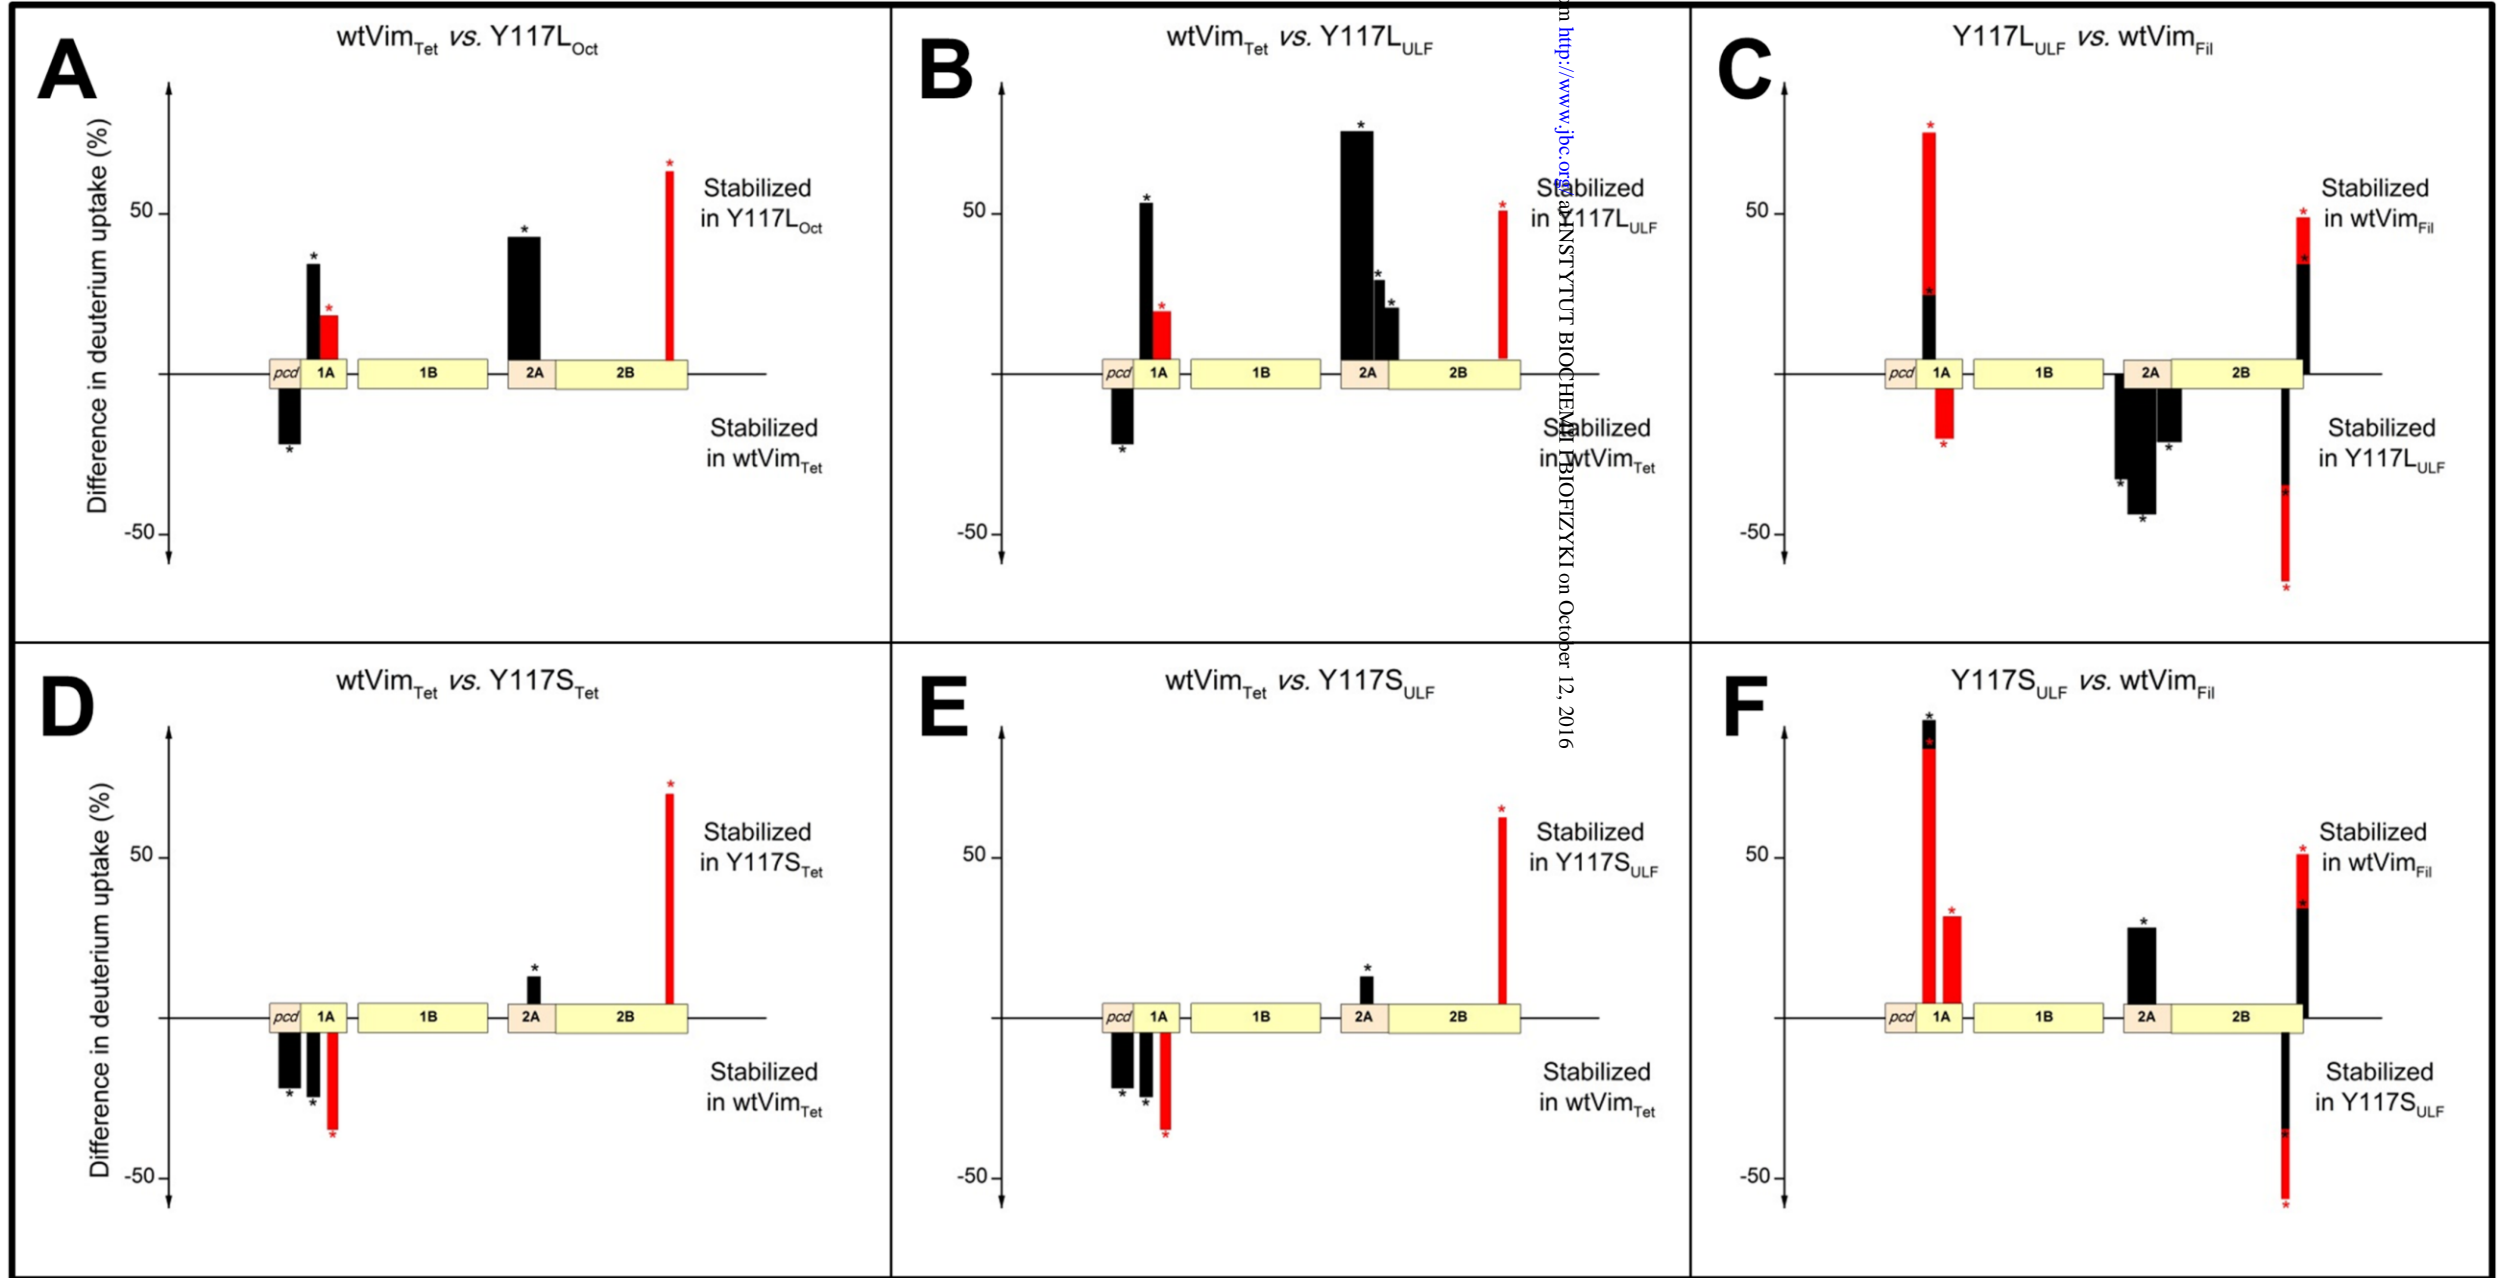 A
wtVimTet vs. Y117LOct
Difference in deuterium uptake (%)
50
-50
* * * * * 
pcd 1A 1B 2A 2B
Stabilized
in Y117LOct
Stabilized
in wtVimTet
B
wtVimTet vs. Y117LULF
50
-50
* * * * * * *
pcd 1A 1B 2A 2B
Stabilized
in Y117LULF
Stabilized
in wtVimTet
http://www.jbc.org/
at INSTYTUT BIOCHEMII I BIOFIZYKI on October 12, 2016
C
Y117LULF vs. wtVimFil
50
-50
* * * * * * * * * *
pcd 1A 1B 2A 2B
Stabilized
in wtVimFil
Stabilized
in Y117LULF
D
wtVimTet vs. Y117STet
Difference in deuterium uptake (%)
50
-50
* * * * *
pcd 1A 1B 2A 2B
Stabilized
in Y117STet
Stabilized
in wtVimTet
E
wtVimTet vs. Y117SULF
50
-50
* * * * *
pcd 1A 1B 2A 2B
Stabilized
in Y117SULF
Stabilized
in wtVimTet
F
Y117SULF vs. wtVimFil
50
-50
* * * * * * * *
pcd 1A 1B 2A 2B
Stabilized
in wtVimFil
Stabilized
in Y117SULF